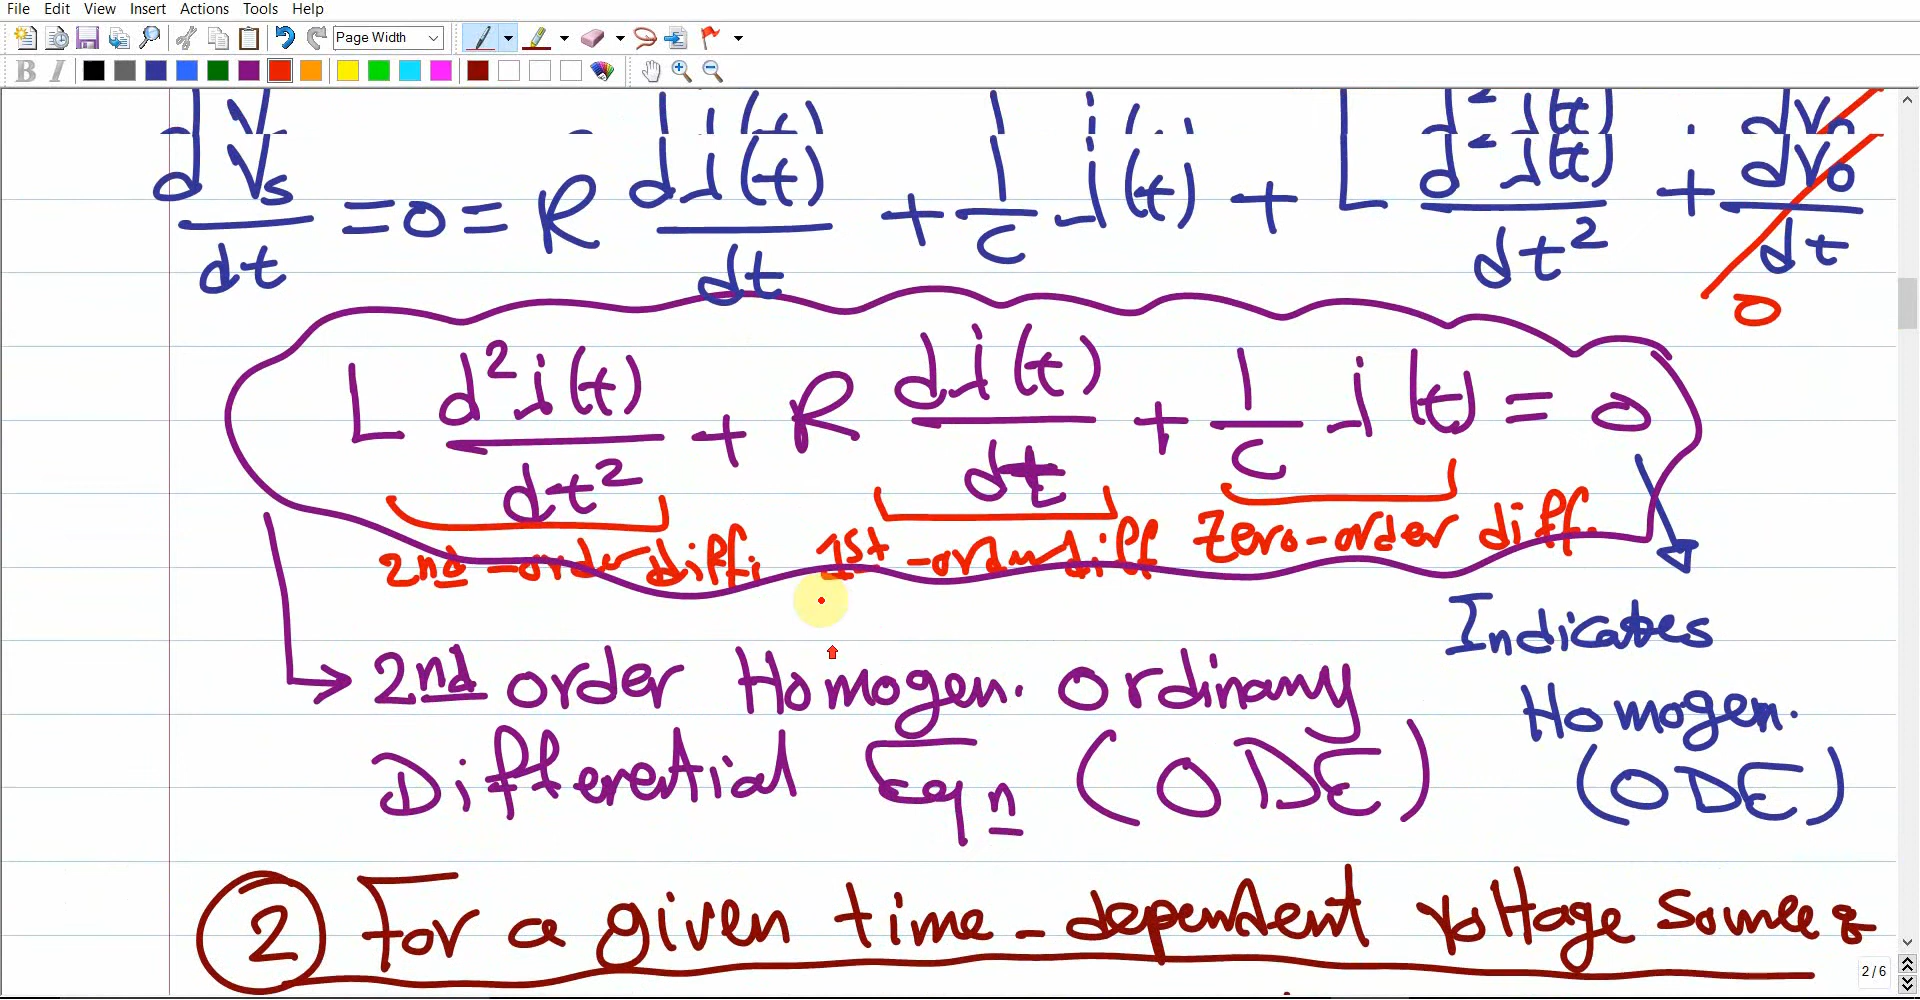 File Edit View Insert Actions Tools Help
Page Width
B I
dVs/dt = 0 = R di(t)/dt + 1/C i(t) + L d²i(t)/dt² + dVo/dt
0
L d²i(t)/dt² + R di(t)/dt + 1/C i(t) = 0
2nd-order diff. 1st-order diff Zero-order diff.
Indicates
Homogen.
(ODE)
2nd order Homogen. Ordinary
Differential Eqn (ODE)
2 For a given time-dependent voltage source
2 / 6